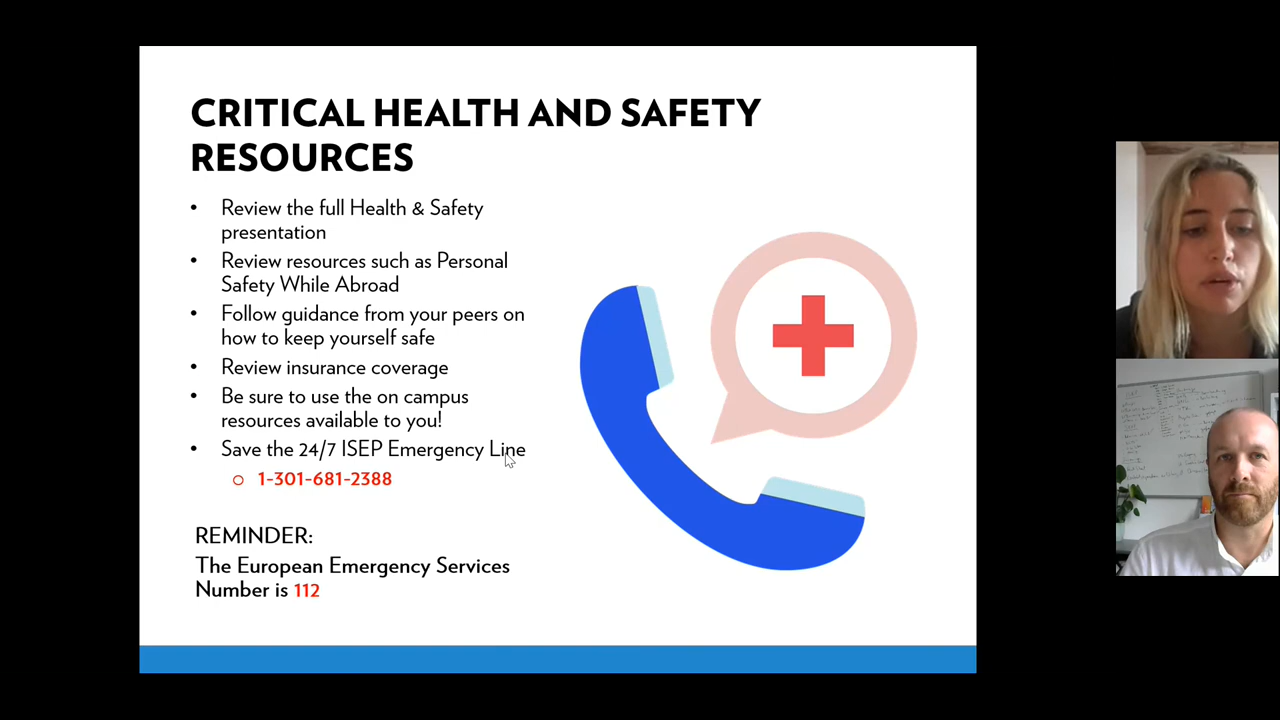 CRITICAL HEALTH AND SAFETY
RESOURCES
• Review the full Health & Safety
presentation
• Review resources such as Personal
Safety While Abroad
• Follow guidance from your peers on
how to keep yourself safe
• Review insurance coverage
• Be sure to use the on campus
resources available to you!
• Save the 24/7 ISEP Emergency Line
o 1-301-681-2388
REMINDER:
The European Emergency Services
Number is 112